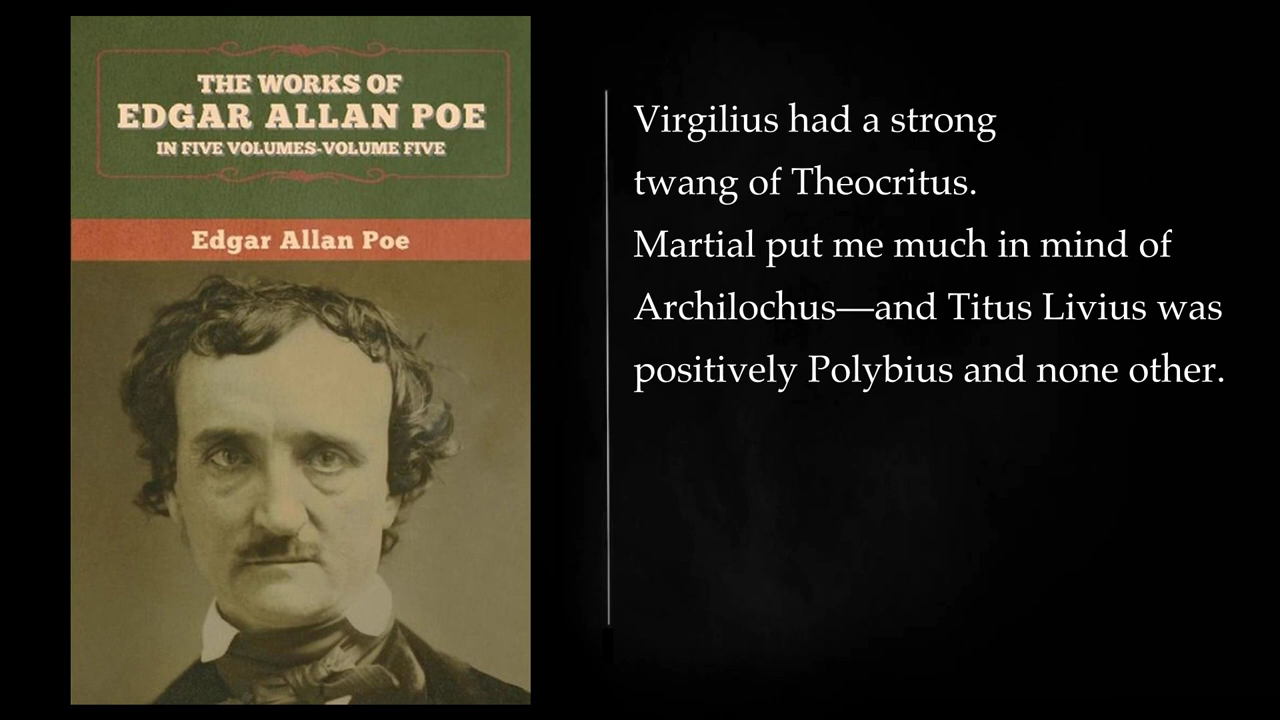 THE WORKS OF
EDGAR ALLAN POE
IN FIVE VOLUMES-VOLUME FIVE
Edgar Allan Poe
Virgilius had a strong
twang of Theocritus.
Martial put me much in mind of
Archilochus—and Titus Livius was
positively Polybius and none other.